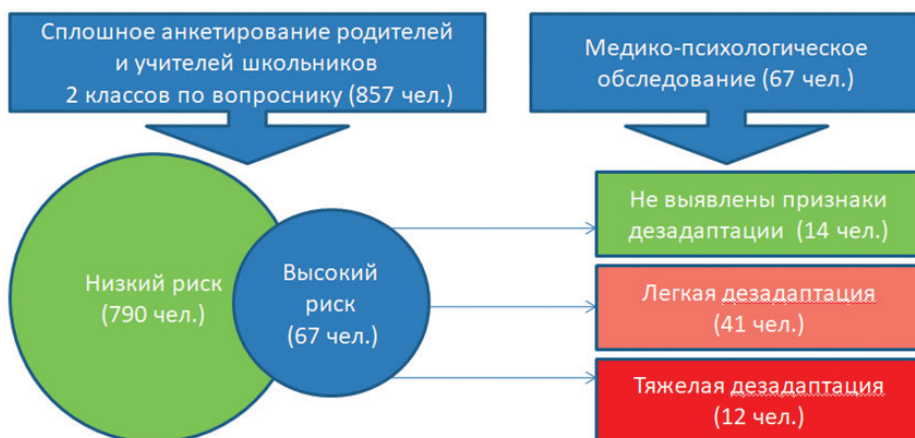 Сплошное анкетирование родителей
и учителей школьников
2 классов по вопроснику (857 чел.)
Медико-психологическое
обследование (67 чел.)
Низкий риск
(790 чел.)
Высокий
риск
(67 чел.)
Не выявлены признаки
дезадаптации (14 чел.)
Легкая дезадаптация
(41 чел.)
Тяжелая дезадаптация
(12 чел.)